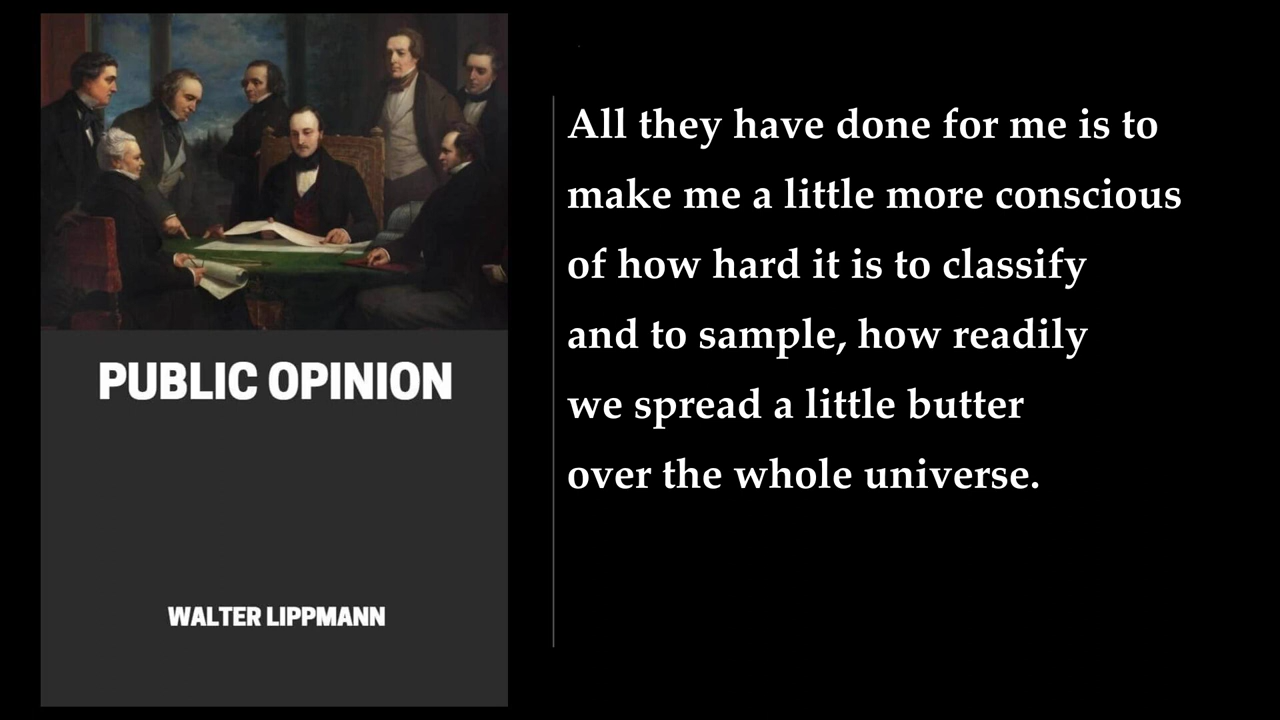 PUBLIC OPINION
WALTER LIPPMANN
All they have done for me is to
make me a little more conscious
of how hard it is to classify
and to sample, how readily
we spread a little butter
over the whole universe.